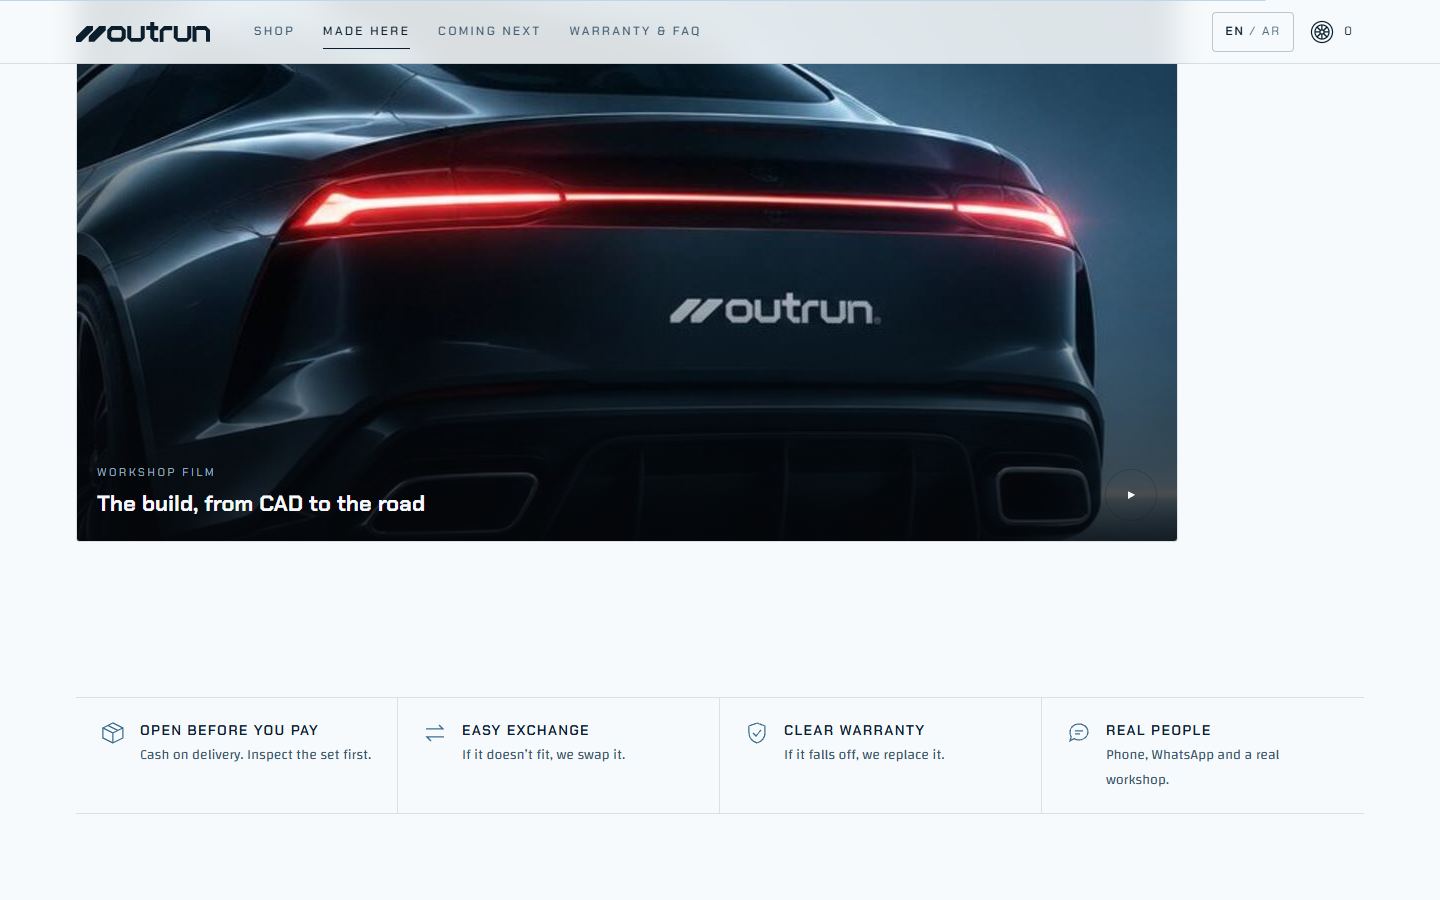 outrun
SHOP
MADE HERE
COMING NEXT
WARRANTY & FAQ
EN / AR
0
outrun
WORKSHOP FILM
The build, from CAD to the road
OPEN BEFORE YOU PAY
Cash on delivery. Inspect the set first.
EASY EXCHANGE
If it doesn't fit, we swap it.
CLEAR WARRANTY
If it falls off, we replace it.
REAL PEOPLE
Phone, WhatsApp and a real
workshop.